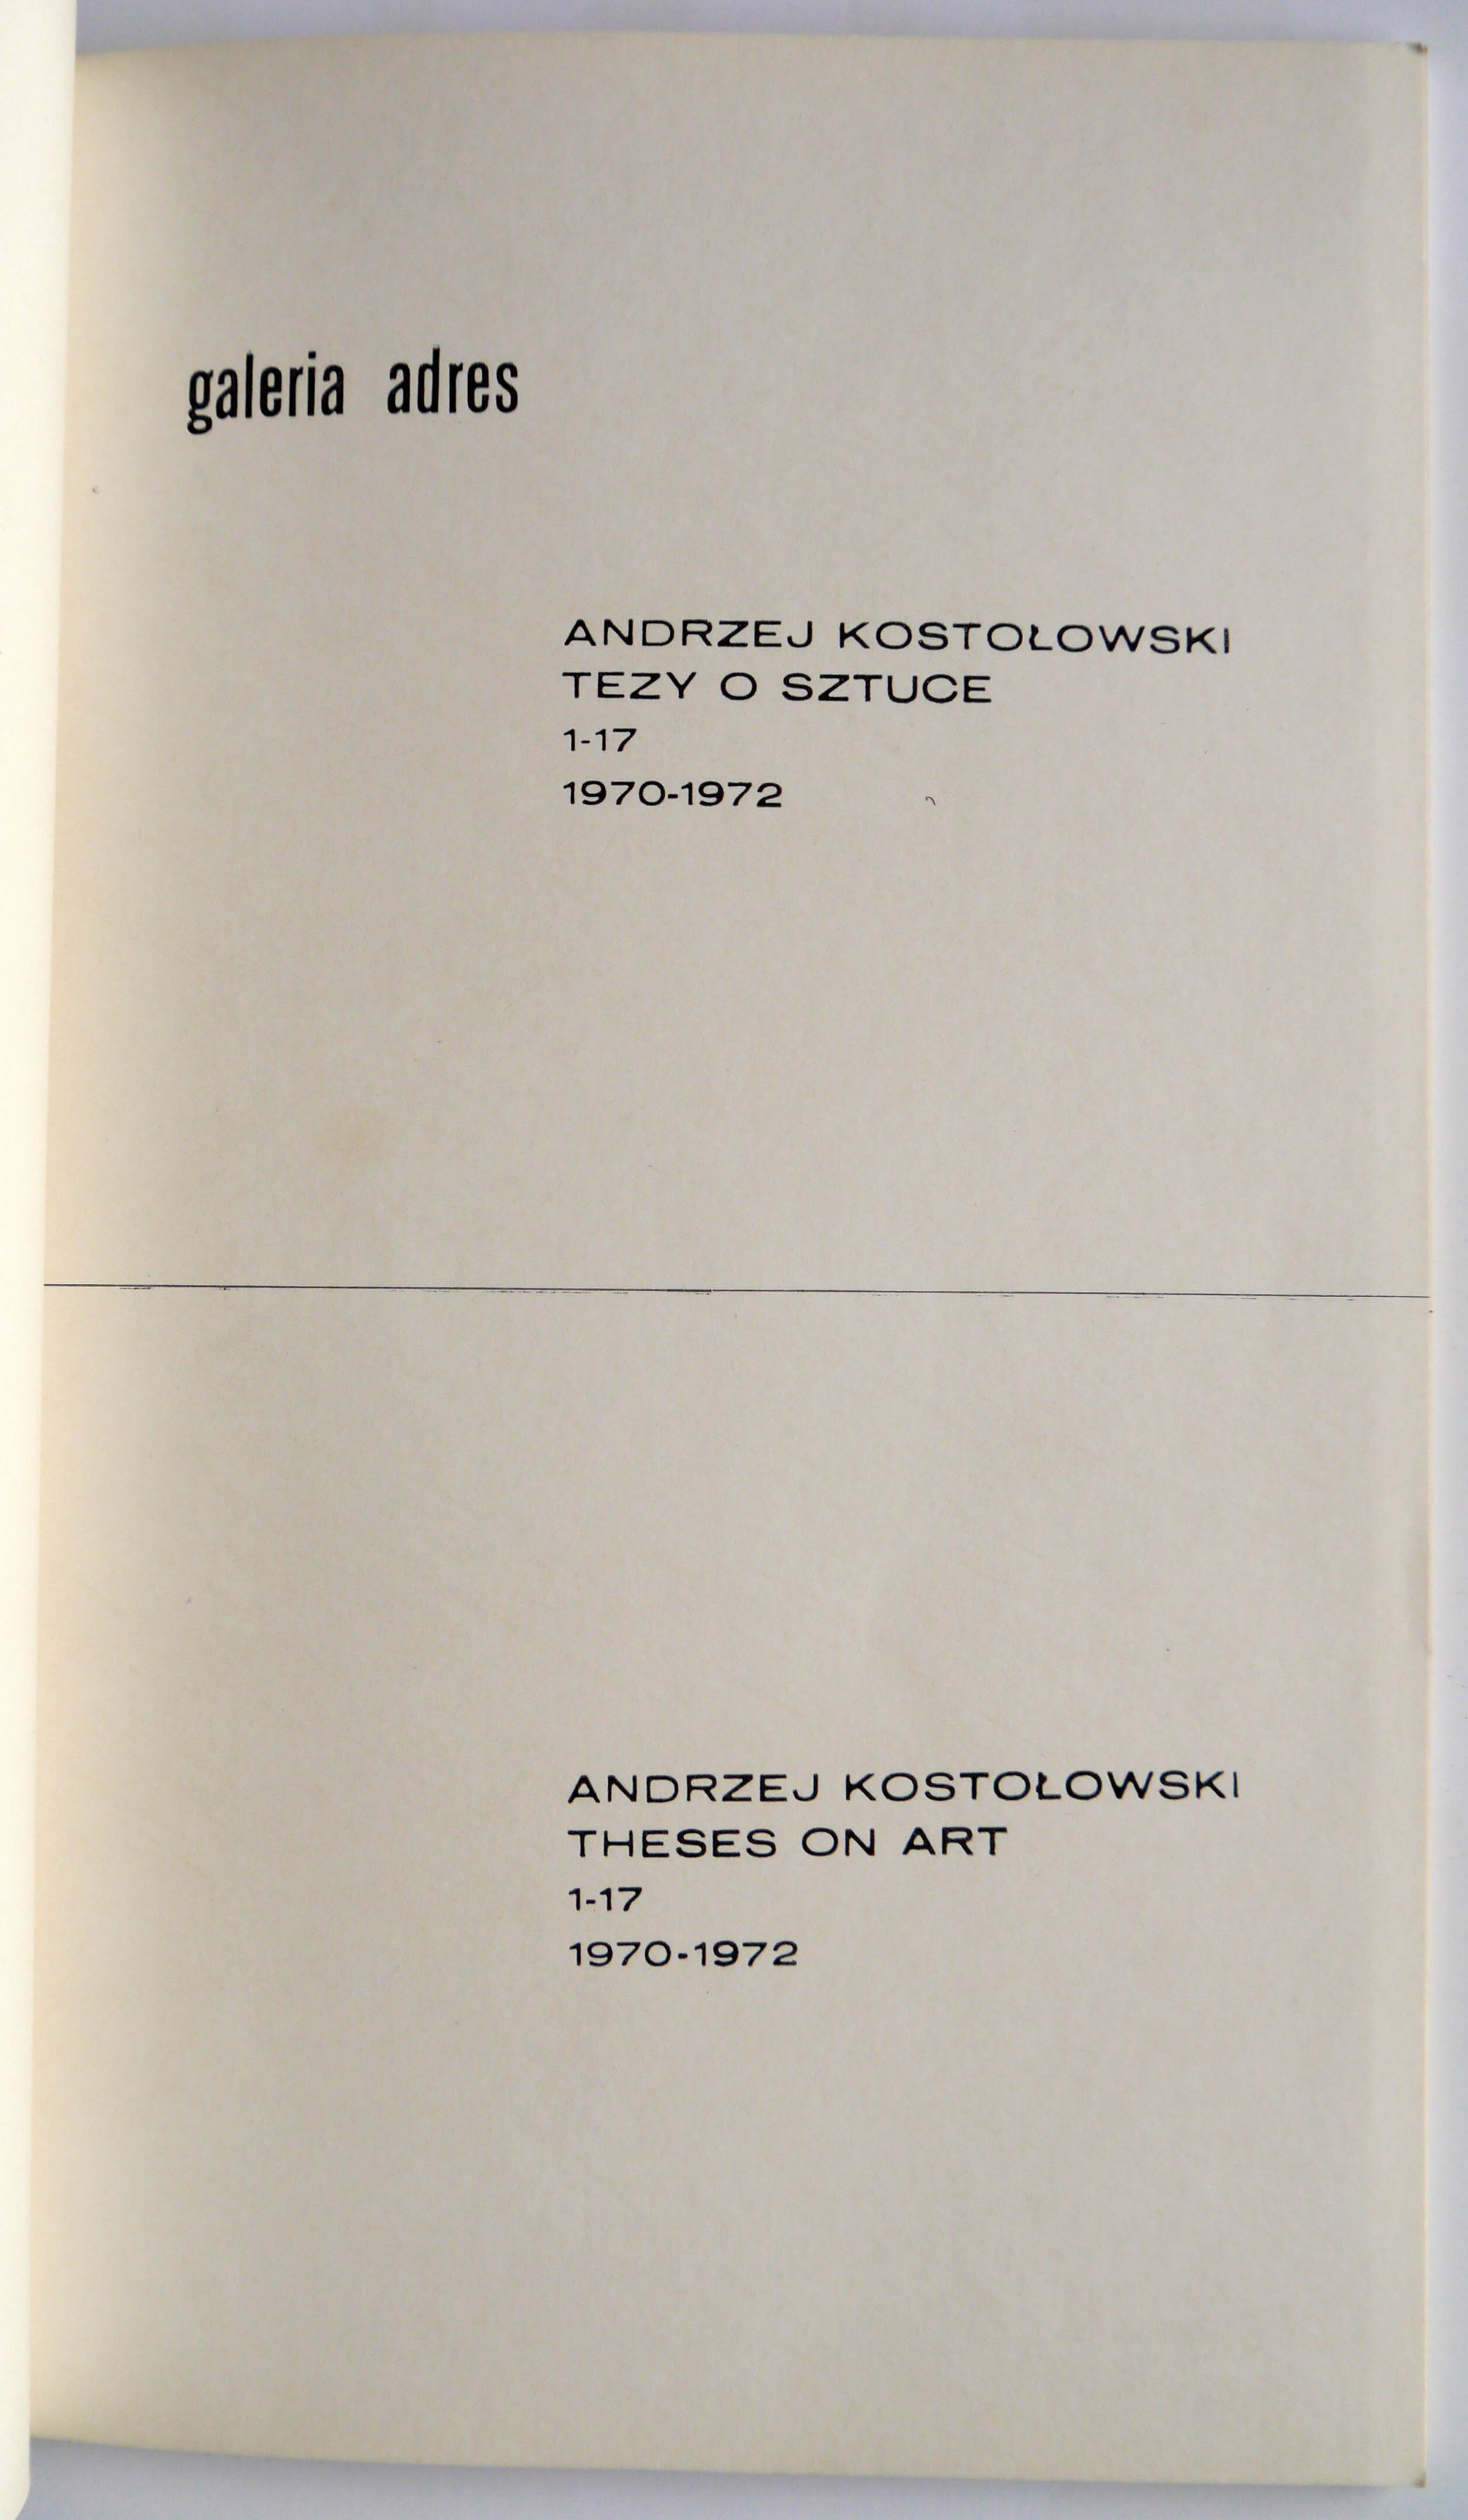 galeria adres
ANDRZEJ KOSTOŁOWSKI
TEZY O SZTUCE
1-17
1970-1972
ANDRZEJ KOSTOŁOWSKI
THESES ON ART
1-17
1970-1972